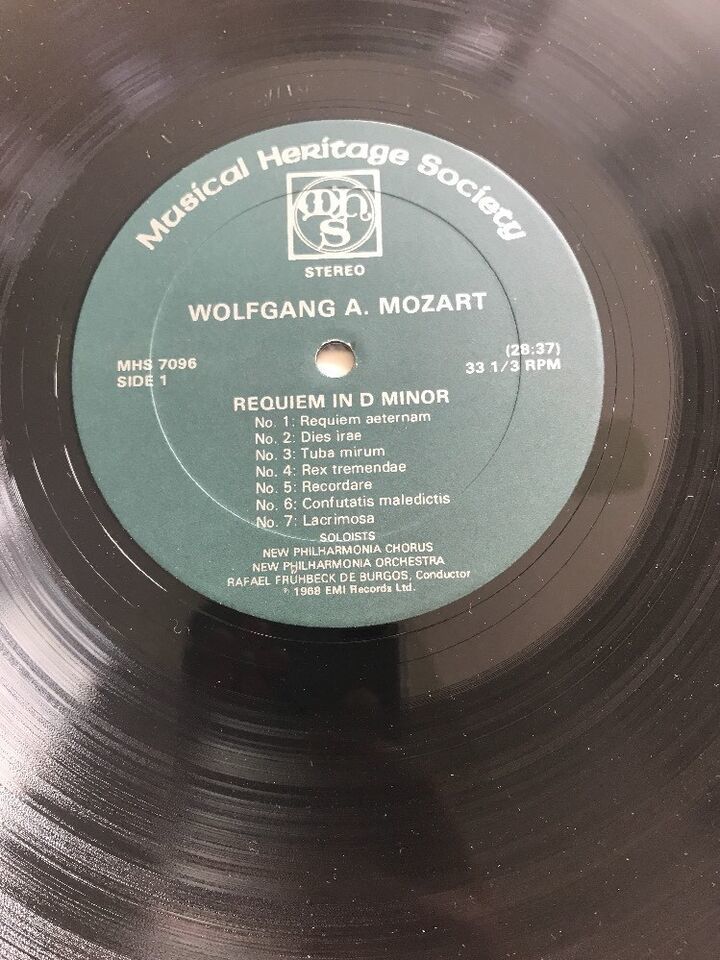 Musical Heritage Society
mhs
STEREO
WOLFGANG A. MOZART
MHS 7096
SIDE 1
(28:37)
33 1/3 RPM
REQUIEM IN D MINOR
No. 1: Requiem aeternam
No. 2: Dies irae
No. 3: Tuba mirum
No. 4: Rex tremendae
No. 5: Recordare
No. 6: Confutatis maledictis
No. 7: Lacrimosa
SOLOISTS
NEW PHILHARMONIA CHORUS
NEW PHILHARMONIA ORCHESTRA
RAFAEL FRÜHBECK DE BURGOS, Conductor
℗ 1968 EMI Records Ltd.